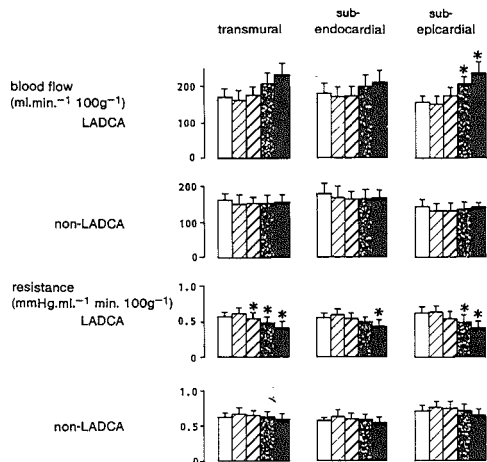 transmural
sub-
endocardial
sub-
epicardial
blood flow
(ml.min.⁻¹ 100g⁻¹)
LADCA
200
100
0
* *
non-LADCA
200
100
0
resistance
(mmHg.ml.⁻¹ min. 100g⁻¹)
LADCA
1.0
0.5
0
* * *
*
* *
non-LADCA
1.0
0.5
0